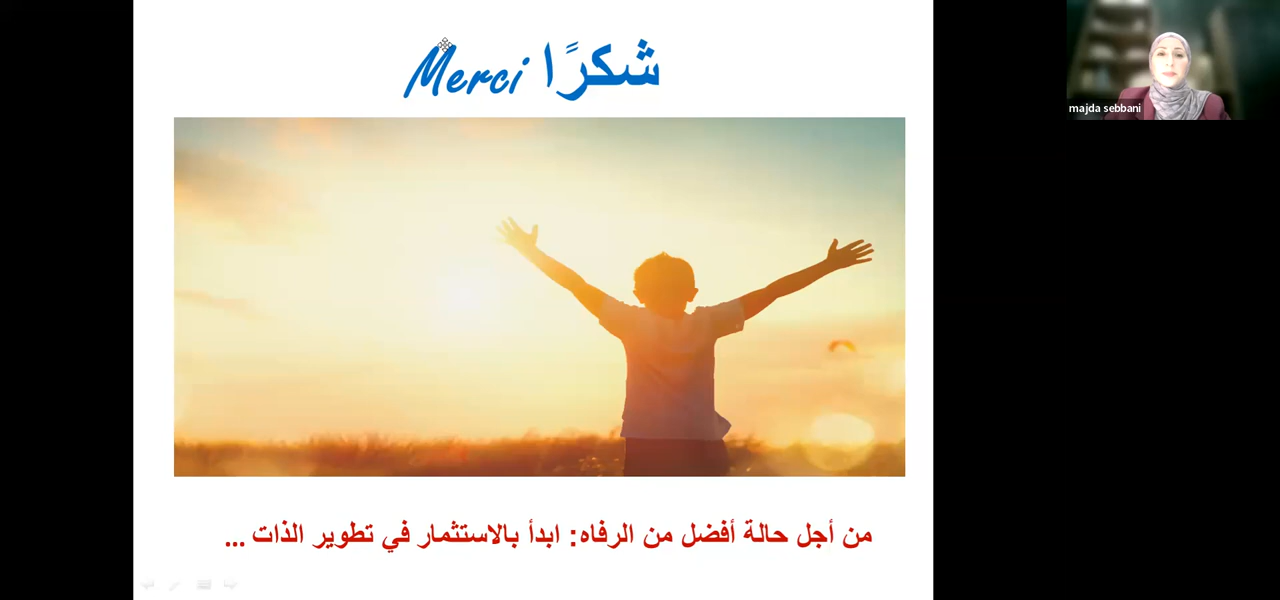 شكرًا Merci
majda sebbani
من أجل حالة أفضل من الرفاه: ابدأ بالاستثمار في تطوير الذات ...